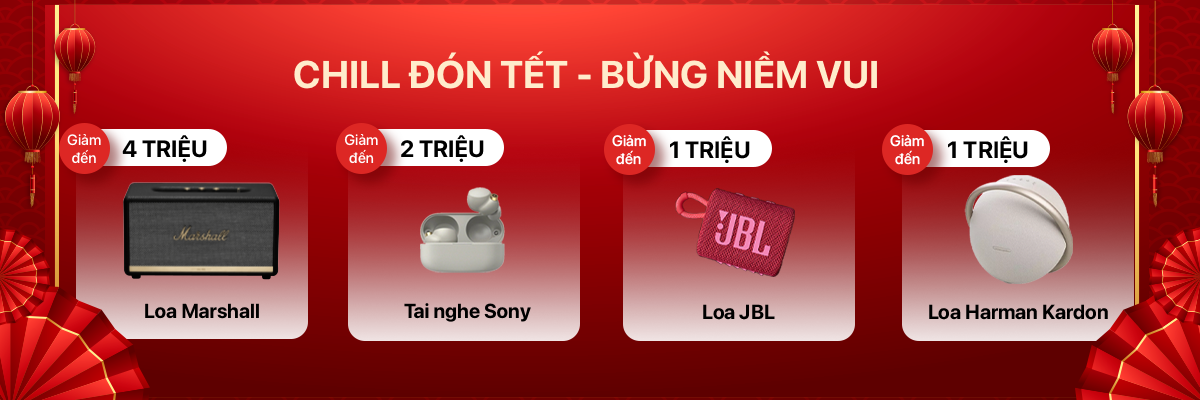 CHILL ĐÓN TẾT - BỪNG NIỀM VUI
Giảm
đến
4 TRIỆU
Marshall
Loa Marshall
Giảm
đến
2 TRIỆU
Tai nghe Sony
Giảm
đến
1 TRIỆU
JBL
Loa JBL
Giảm
đến
1 TRIỆU
Loa Harman Kardon